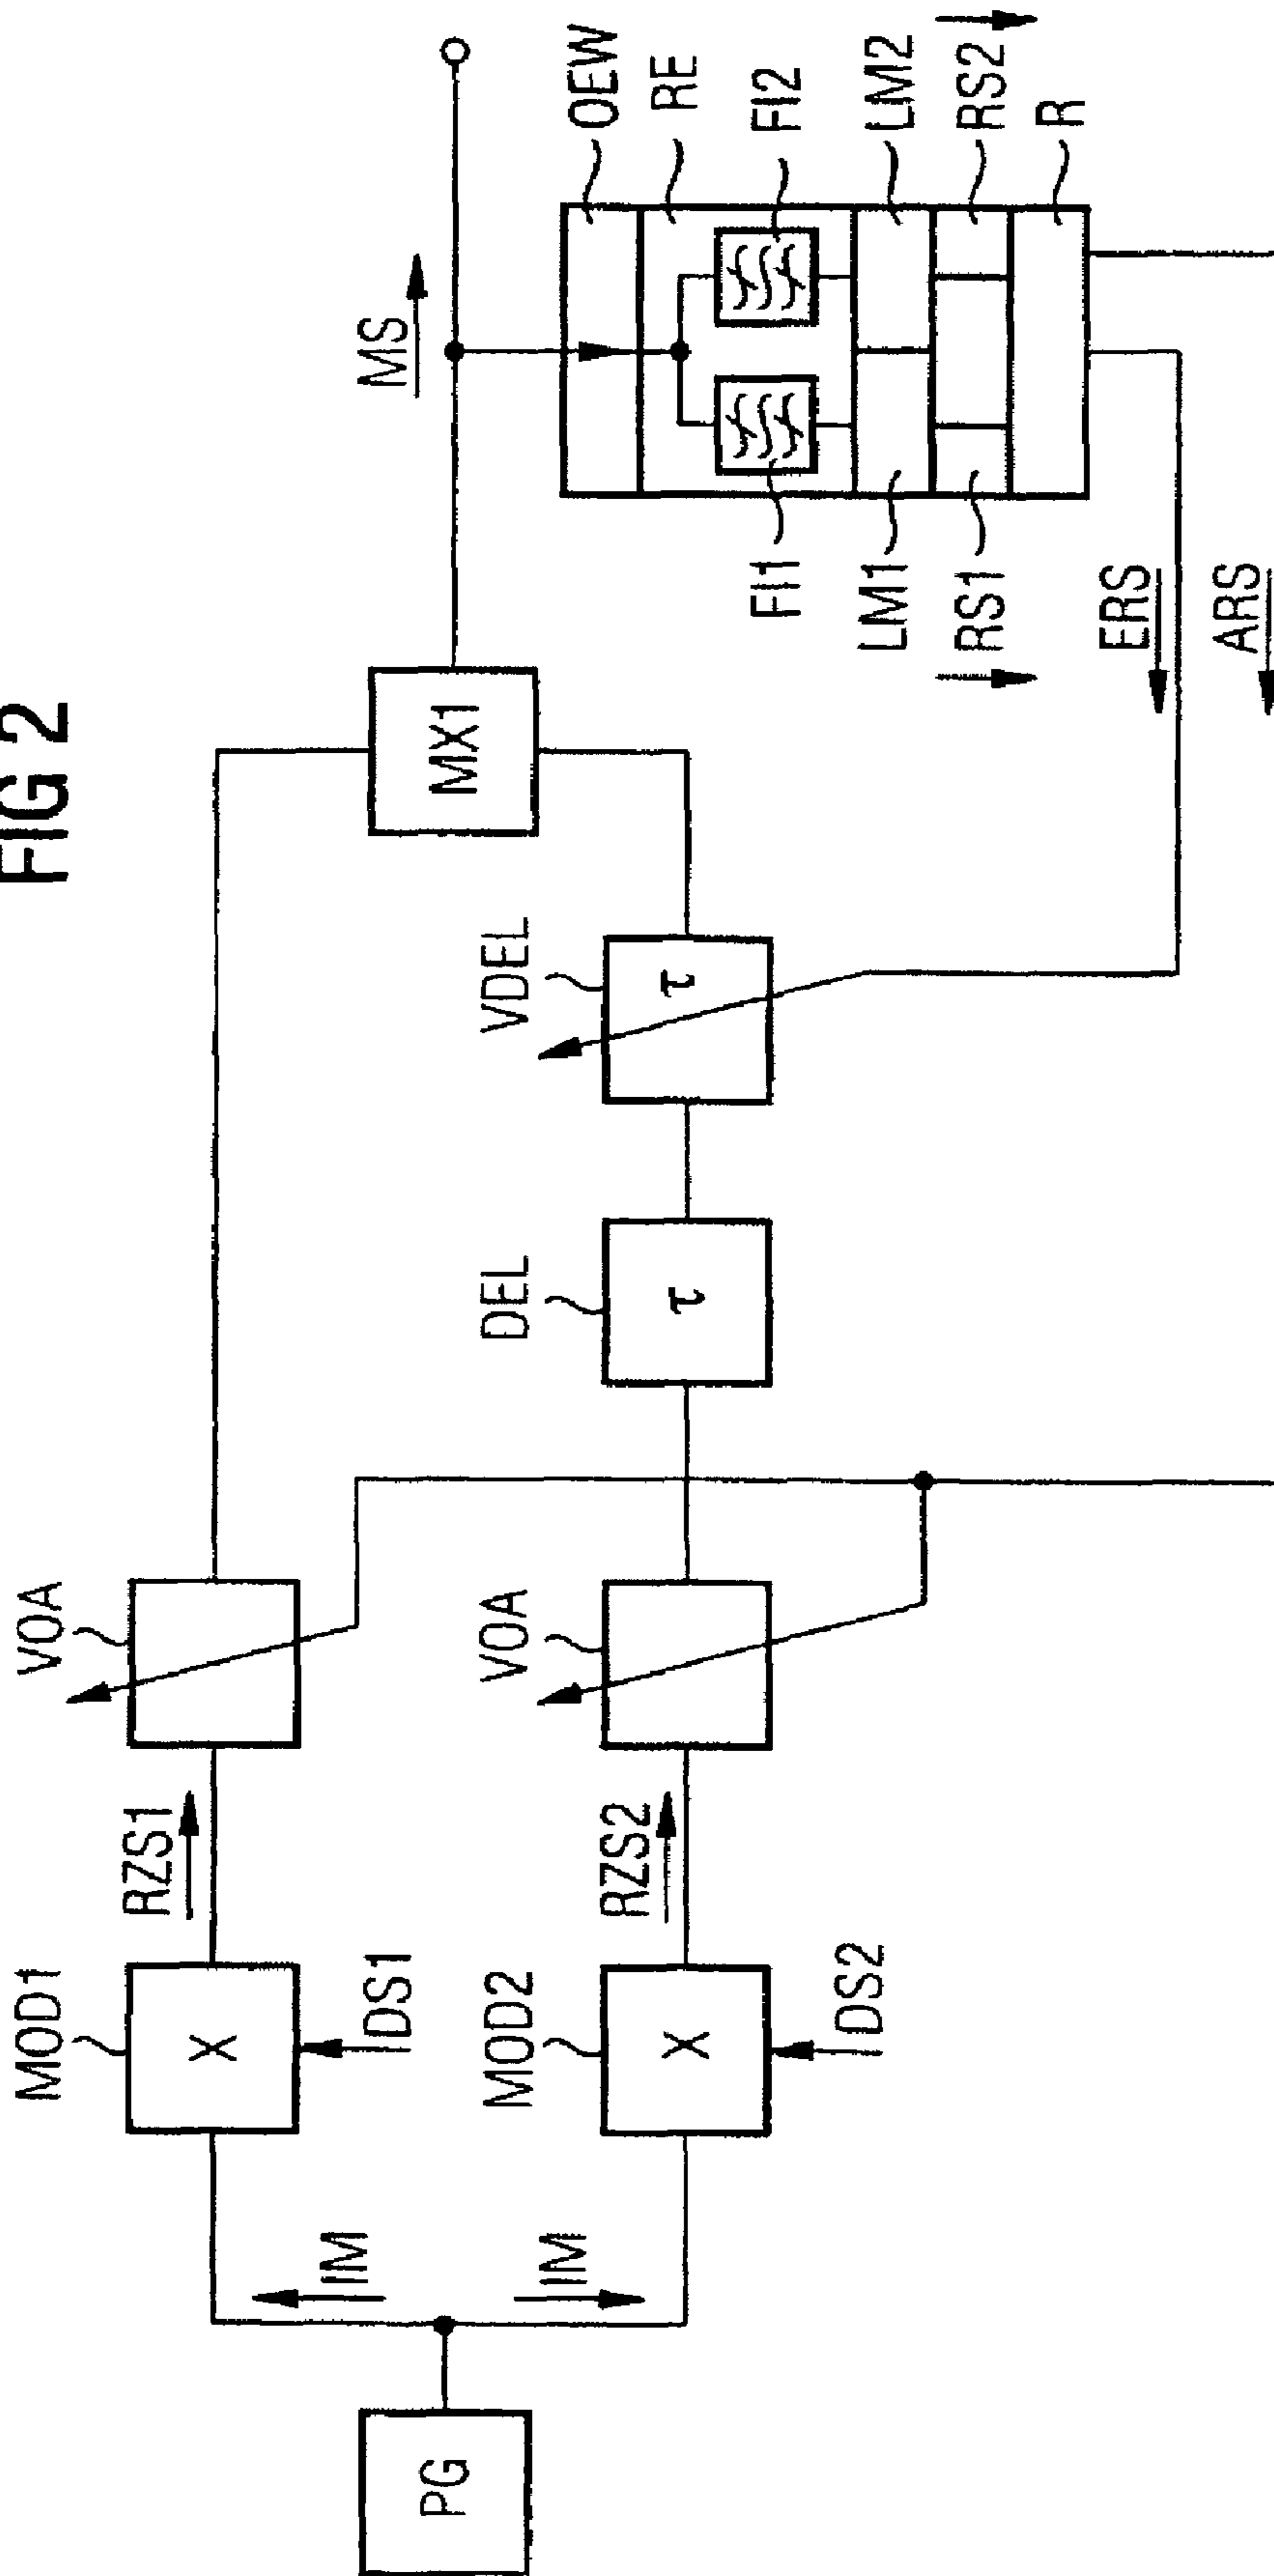 FIG 2
PG
IM
IM
MOD1
X
DS1
RZS1
VOA
MOD2
X
DS2
RZS2
VOA
DEL
τ
VDEL
τ
MX1
MS
OEW
RE
FI1
FI2
LM1
LM2
RS1
RS2
R
ERS
ARS